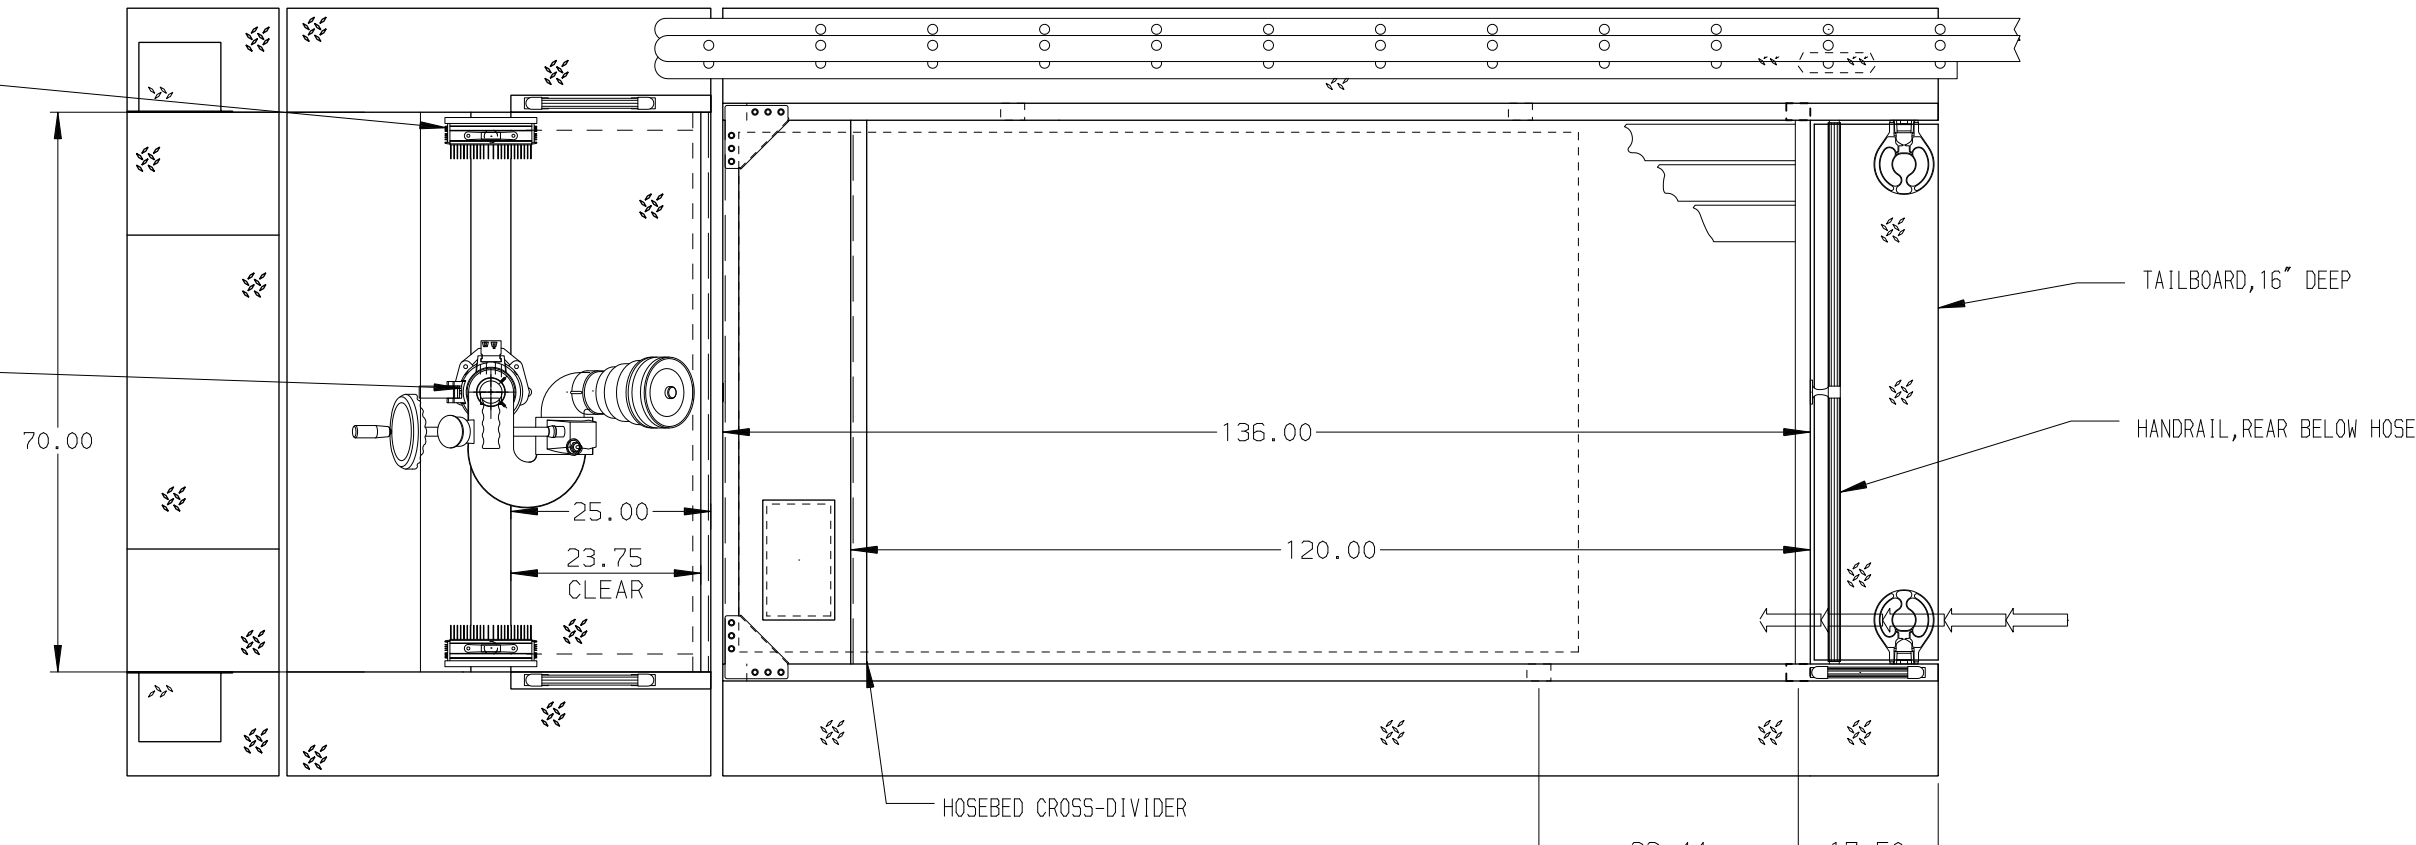 TAILBOARD,16" DEEP
HANDRAIL,REAR BELOW HOSE
136.00
70.00
25.00
120.00
23.75
CLEAR
HOSEBED CROSS-DIVIDER